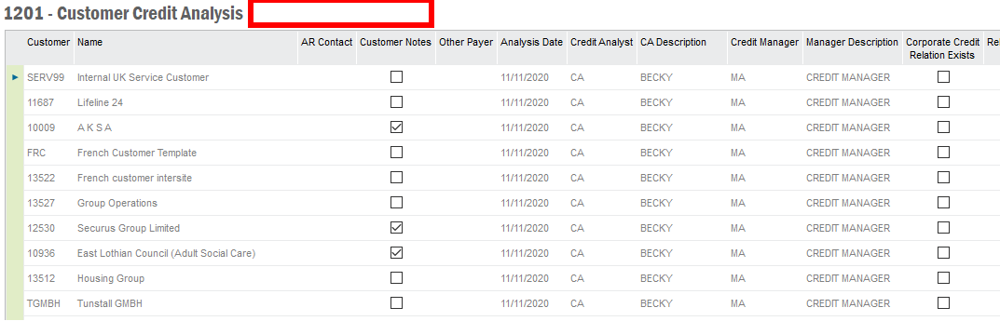 1201 - Customer Credit Analysis
Customer Name AR Contact Customer Notes Other Payer Analysis Date Credit Analyst CA Description Credit Manager Manager Description Corporate Credit Relation Exists Rel
SERV99 Internal UK Service Customer 11/11/2020 CA BECKY MA CREDIT MANAGER
11687 Lifeline 24 11/11/2020 CA BECKY MA CREDIT MANAGER
10009 A K S A 11/11/2020 CA BECKY MA CREDIT MANAGER
FRC French Customer Template 11/11/2020 CA BECKY MA CREDIT MANAGER
13522 French customer intersite 11/11/2020 CA BECKY MA CREDIT MANAGER
13527 Group Operations 11/11/2020 CA BECKY MA CREDIT MANAGER
12530 Securus Group Limited 11/11/2020 CA BECKY MA CREDIT MANAGER
10936 East Lothian Council (Adult Social Care) 11/11/2020 CA BECKY MA CREDIT MANAGER
13512 Housing Group 11/11/2020 CA BECKY MA CREDIT MANAGER
TGMBH Tunstall GMBH 11/11/2020 CA BECKY MA CREDIT MANAGER